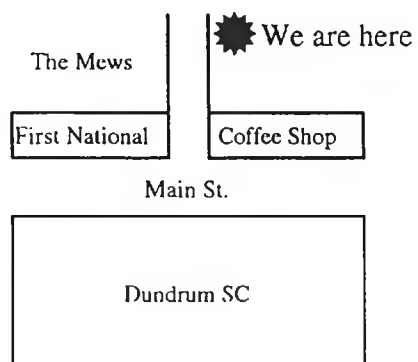 We are here
The Mews
First National
Coffee Shop
Main St.
Dundrum SC